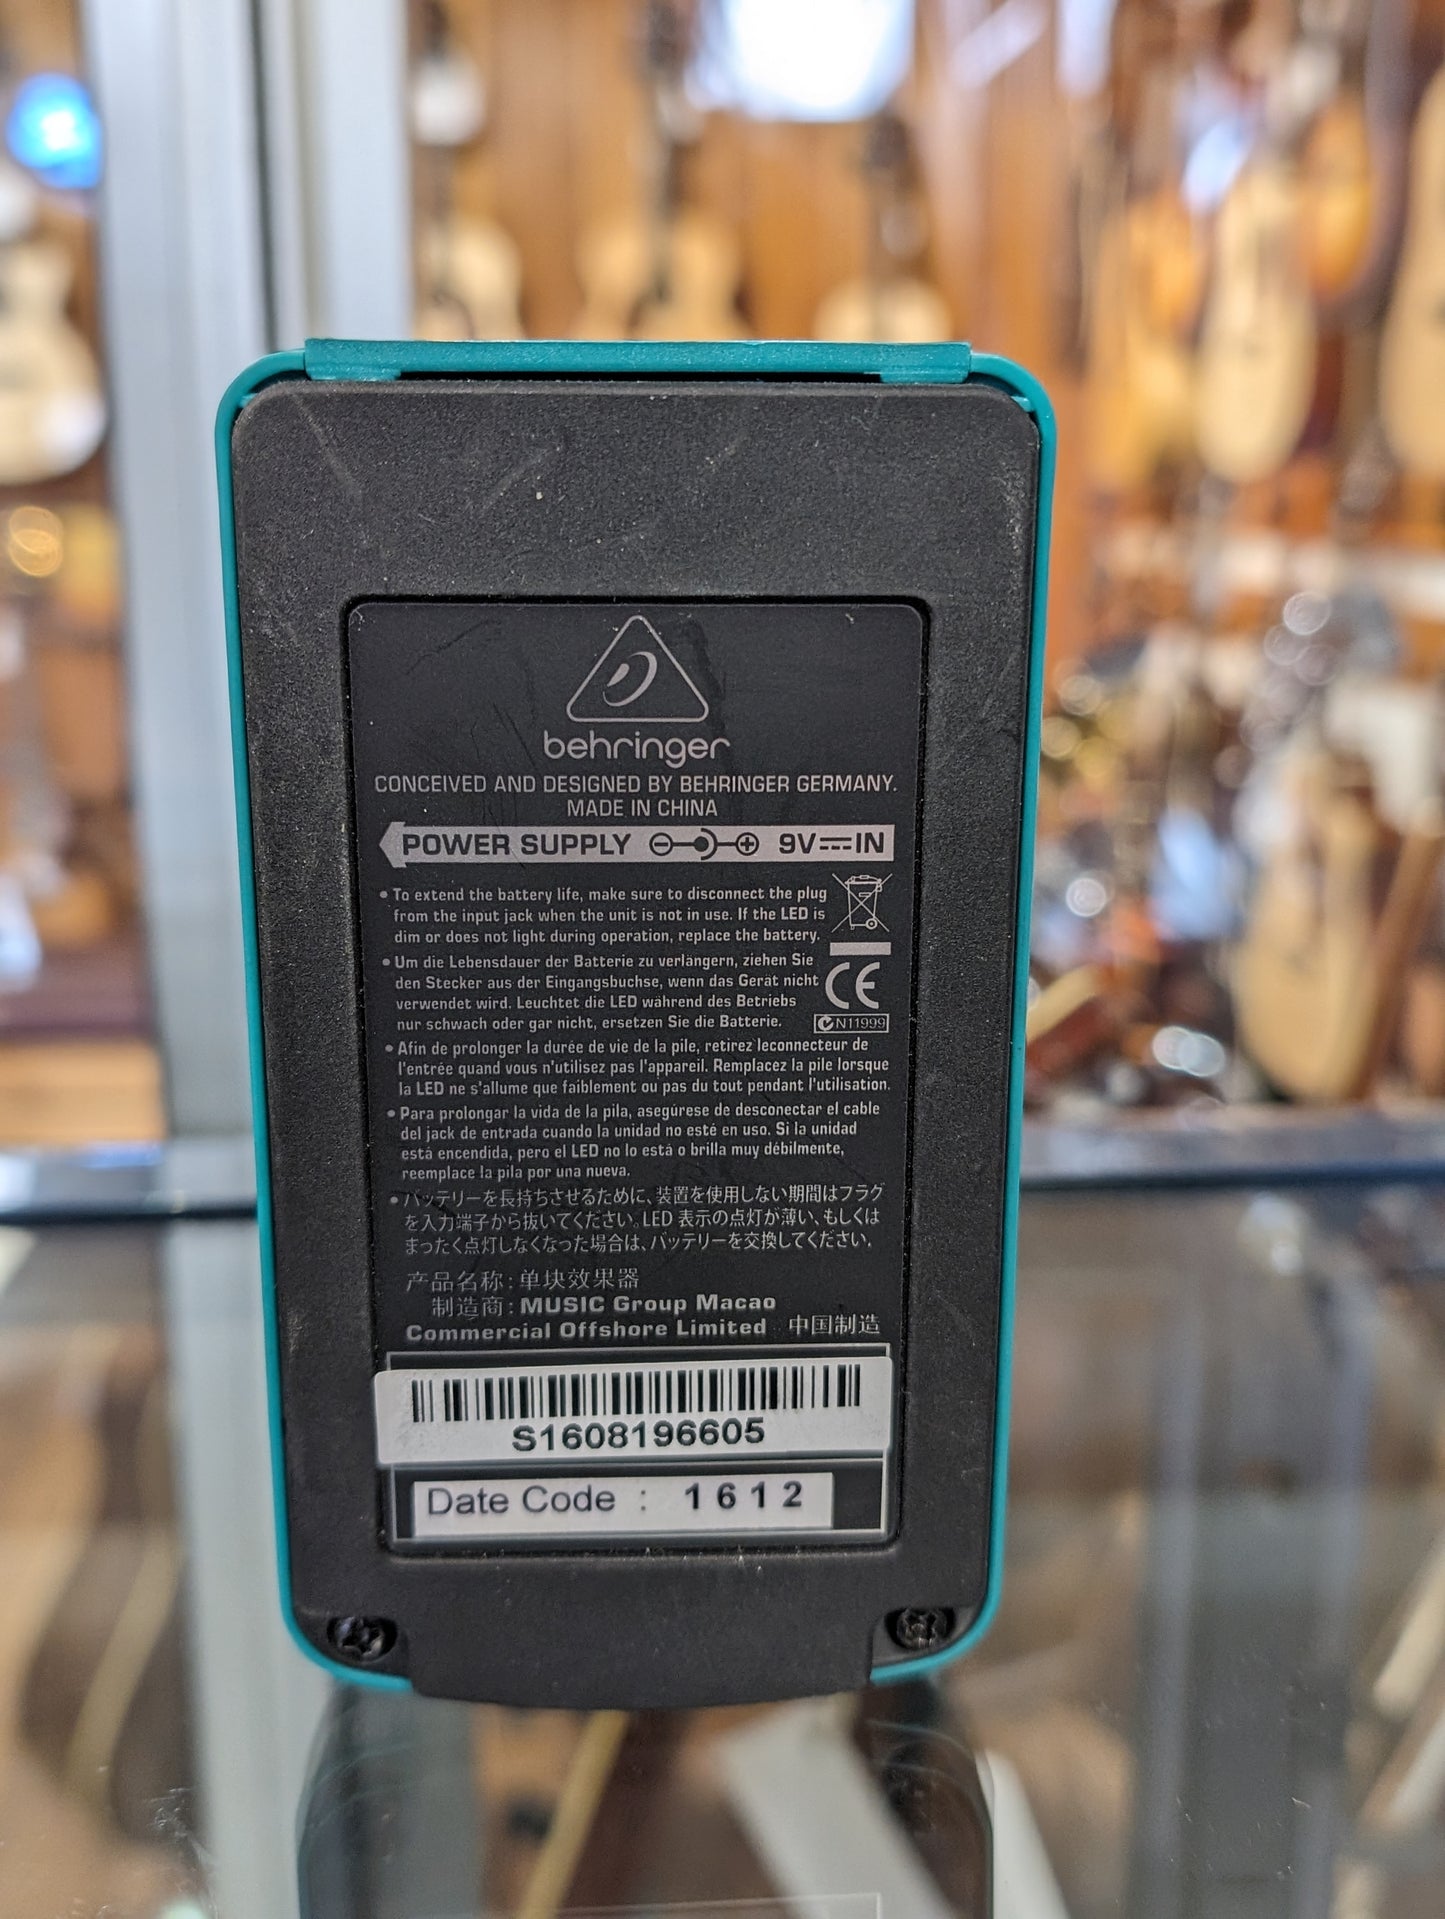 behringer
CONCEIVED AND DESIGNED BY BEHRINGER GERMANY.
MADE IN CHINA
POWER SUPPLY 9V IN
• To extend the battery life, make sure to disconnect the plug
from the input jack when the unit is not in use. If the LED is
dim or does not light during operation, replace the battery.
• Um die Lebensdauer der Batterie zu verlängern, ziehen Sie
den Stecker aus der Eingangsbuchse, wenn das Gerät nicht
verwendet wird. Leuchtet die LED während des Betriebs
nur schwach oder gar nicht, ersetzen Sie die Batterie.
CE
N11999
• Afin de prolonger la durée de vie de la pile, retirez leconnecteur de
l'entrée quand vous n'utilisez pas l'appareil. Remplacez la pile lorsque
la LED ne s'allume que faiblement ou pas du tout pendant l'utilisation.
• Para prolongar la vida de la pila, asegúrese de desconectar el cable
del jack de entrada cuando la unidad no esté en uso. Si la unidad
está encendida, pero el LED no lo está o brilla muy débilmente,
reemplace la pila por una nueva.
• バッテリーを長持ちさせるために、装置を使用しない期間はプラグ
を入力端子から抜いてください。LED 表示の点灯が薄い、もしくは
まったく点灯しなくなった場合は、バッテリーを交換してください。
产品名称：单块效果器
制造商：MUSIC Group Macao
Commercial Offshore Limited 中国制造
S1608196605
Date Code : 1612